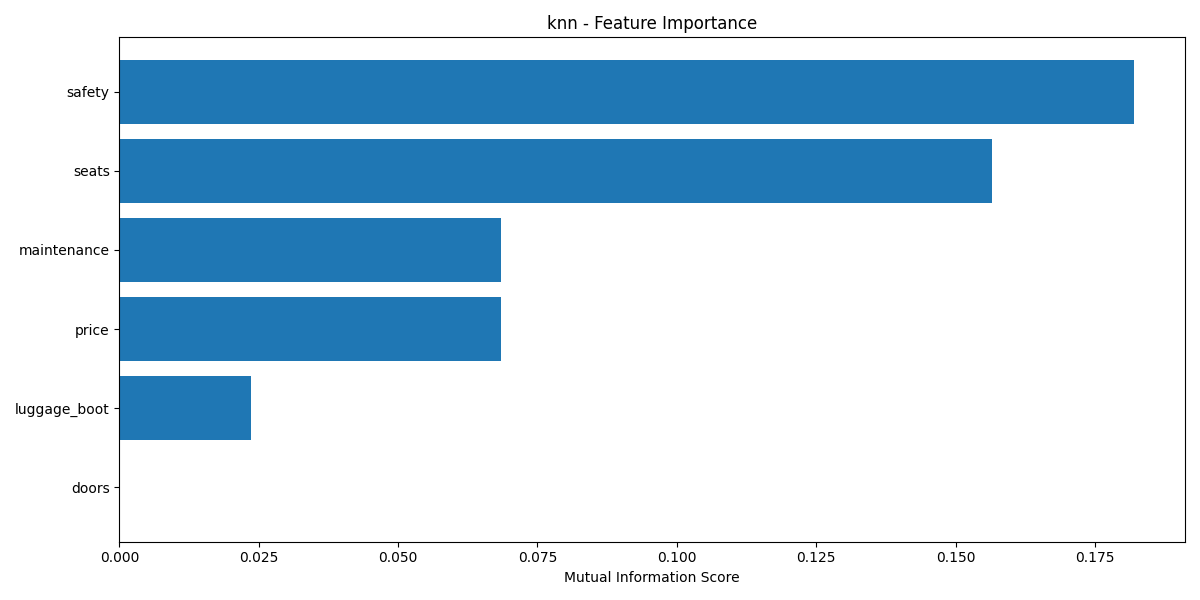 knn - Feature Importance
safety
seats
maintenance
price
luggage_boot
doors
0.000 0.025 0.050 0.075 0.100 0.125 0.150 0.175
Mutual Information Score